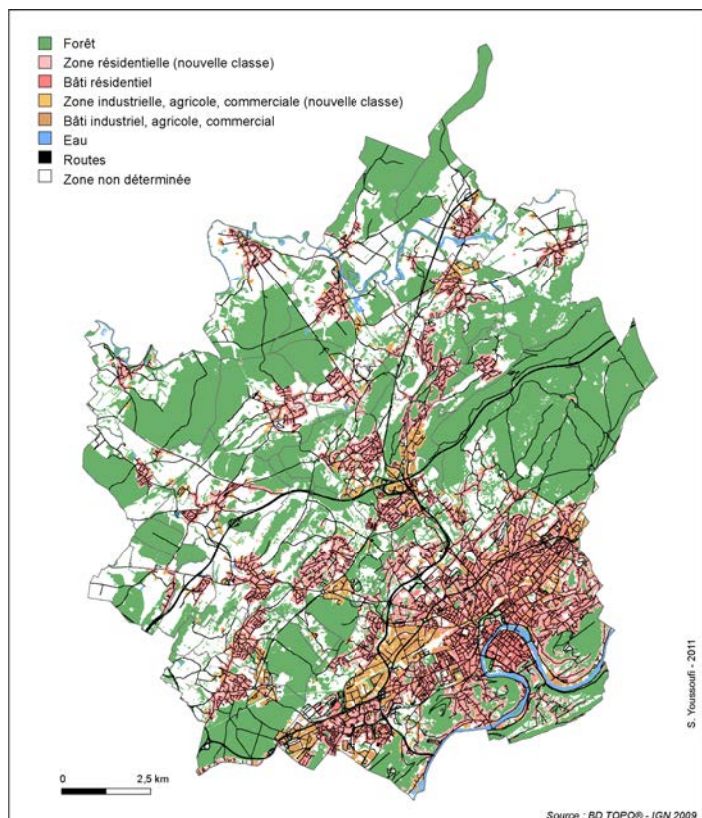 Forêt
Zone résidentielle (nouvelle classe)
Bâti résidentiel
Zone industrielle, agricole, commerciale (nouvelle classe)
Bâti industriel, agricole, commercial
Eau
Routes
Zone non déterminée
S. Youssoufi - 2011
0 2,5 km
Source : BD TOPO® - IGN 2009